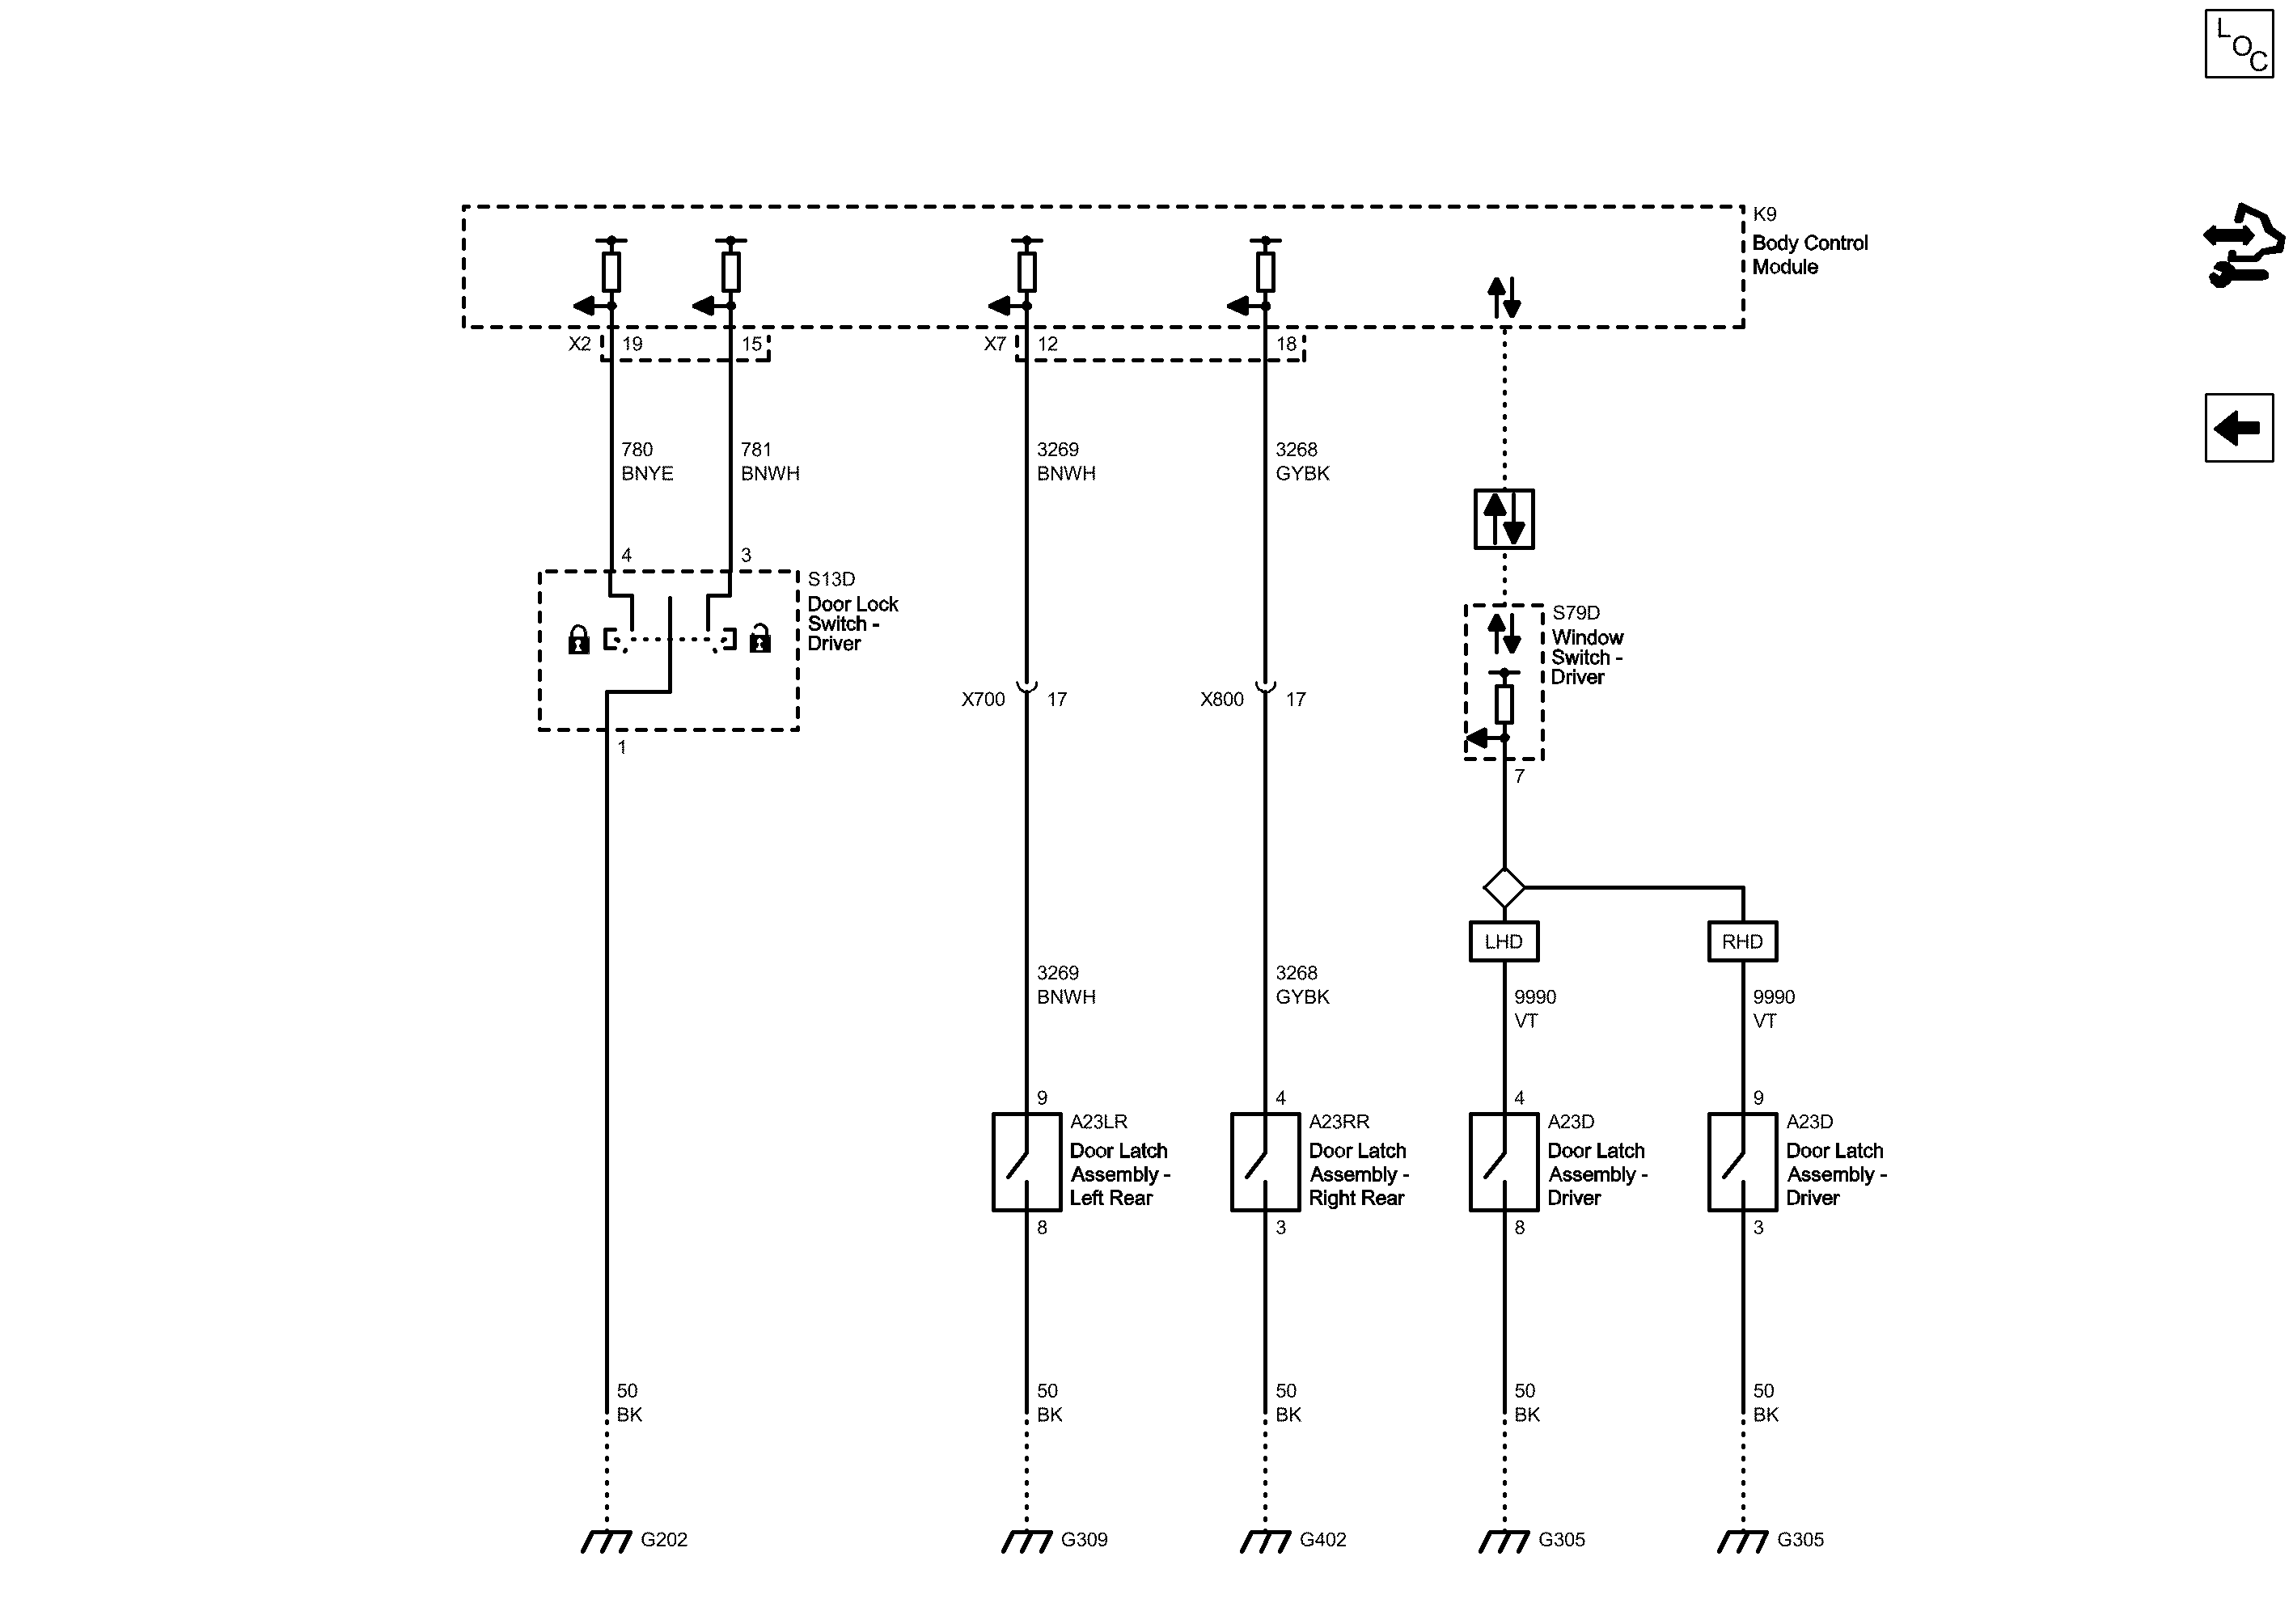 LOC
K9
Body Control
Module
X2 19 15 X7 12 18
780 781 3269 3268
BNYE BNWH BNWH GYBK
4 3
S13D
Door Lock
Switch -
Driver
1
S79D
Window
Switch -
Driver
7
X700 17 X800 17
LHD RHD
3269 3268 9990 9990
BNWH GYBK VT VT
9 4 4 9
A23LR A23RR A23D A23D
Door Latch Door Latch Door Latch Door Latch
Assembly - Assembly - Assembly - Assembly -
Left Rear Right Rear Driver Driver
8 3 8 3
50 50 50 50 50
BK BK BK BK BK
G202 G309 G402 G305 G305